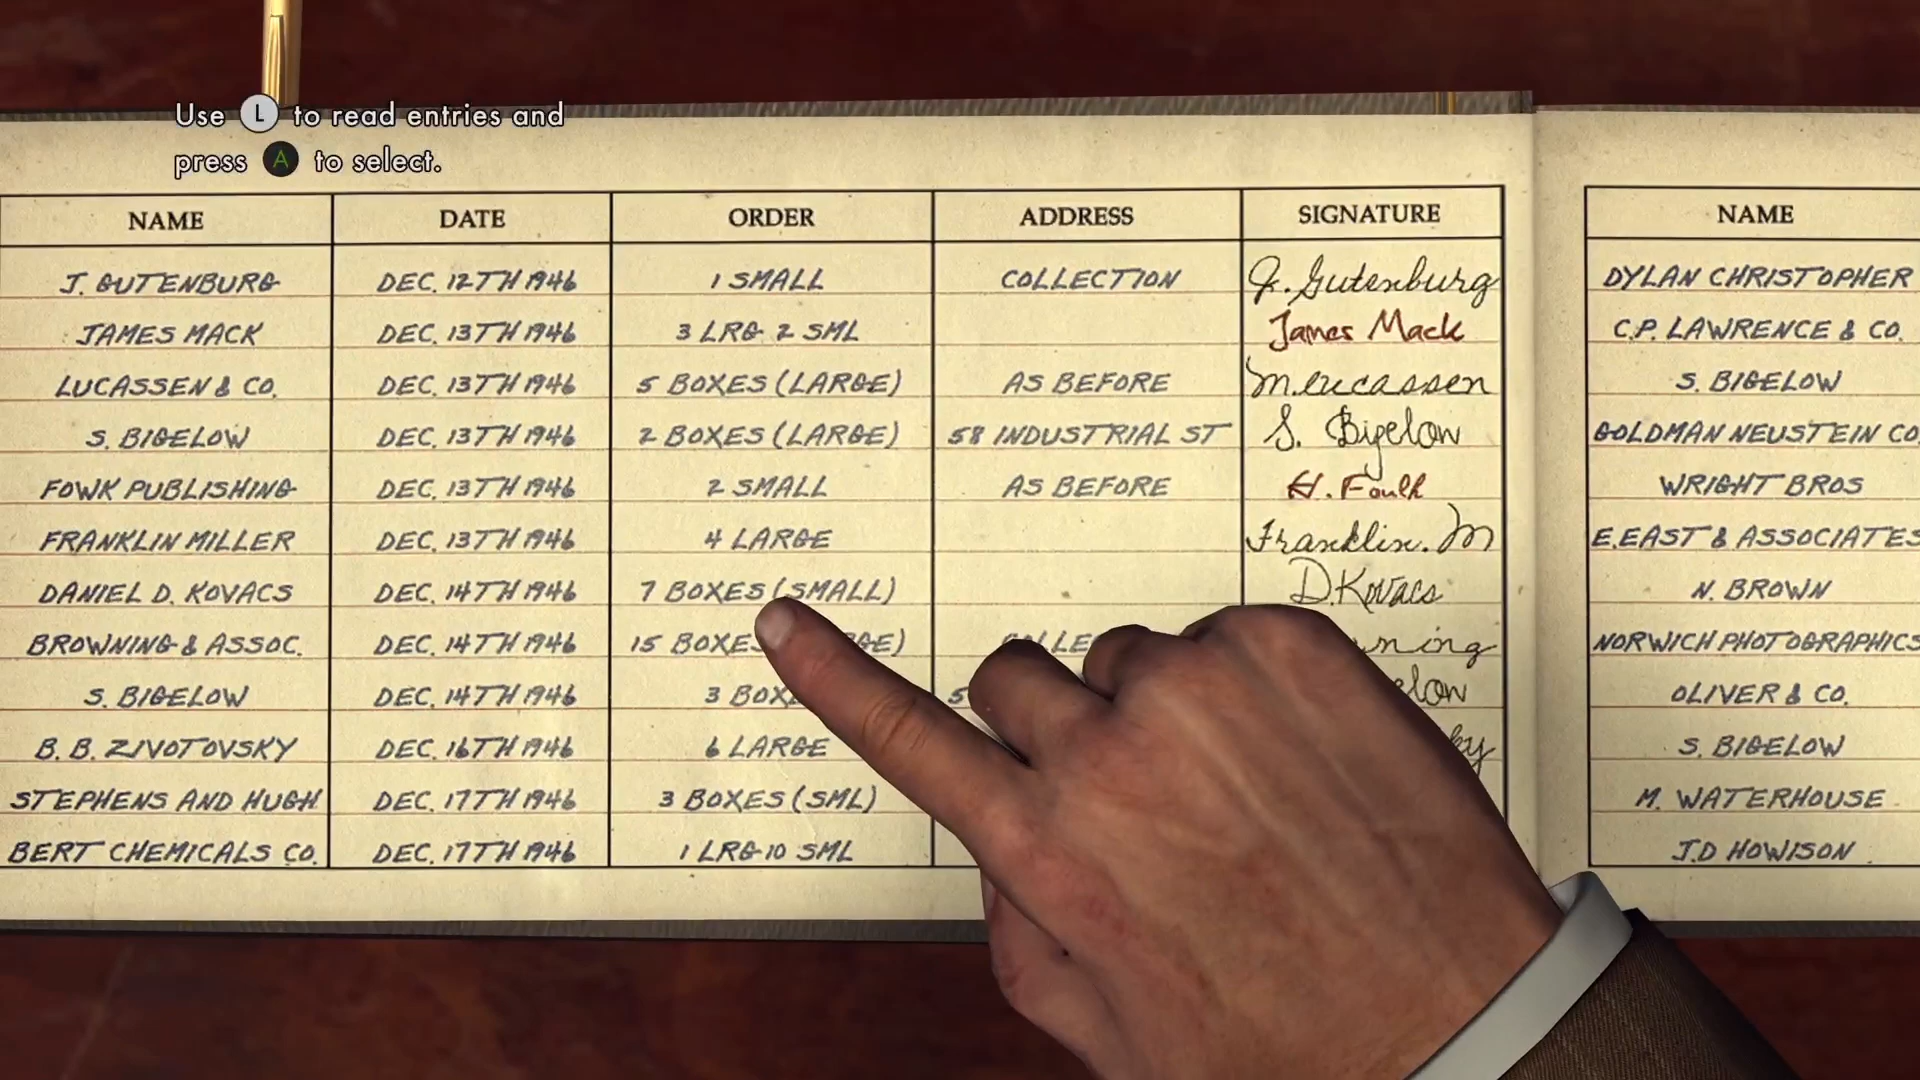 Use L to read entries and
press A to select.
NAME DATE ORDER ADDRESS SIGNATURE
J. GUTENBURG DEC. 12TH 1946 1 SMALL COLLECTION J. Gutenburg
JAMES MACK DEC. 13TH 1946 3 LRG 2 SML James Mack
LUCASSEN & CO. DEC. 13TH 1946 5 BOXES (LARGE) AS BEFORE
S. BIGELOW DEC. 13TH 1946 2 BOXES (LARGE) 58 INDUSTRIAL ST S. Bigelow
FOWK PUBLISHING DEC. 13TH 1946 2 SMALL AS BEFORE H.
FRANKLIN MILLER DEC. 13TH 1946 4 LARGE Franklin. M
DANIEL D. KOVACS DEC. 14TH 1946 7 BOXES (SMALL) D. Kovacs
BROWNING & ASSOC. DEC. 14TH 1946 15 BOXES
S. BIGELOW DEC. 14TH 1946 3
B. B. ZIVOTOVSKY DEC. 16TH 1946 6 LARGE
STEPHENS AND HUGH DEC. 17TH 1946 3 BOXES (SML)
BERT CHEMICALS CO. DEC. 17TH 1946 1 LRG 10 SML
NAME
DYLAN CHRISTOPHER
C.P. LAWRENCE & CO.
S. BIGELOW
GOLDMAN NEUSTEIN CO.
WRIGHT BROS
E.EAST & ASSOCIATES
N. BROWN
NORWICH PHOTOGRAPHICS
OLIVER & CO.
S. BIGELOW
M. WATERHOUSE
J.D HOWISON